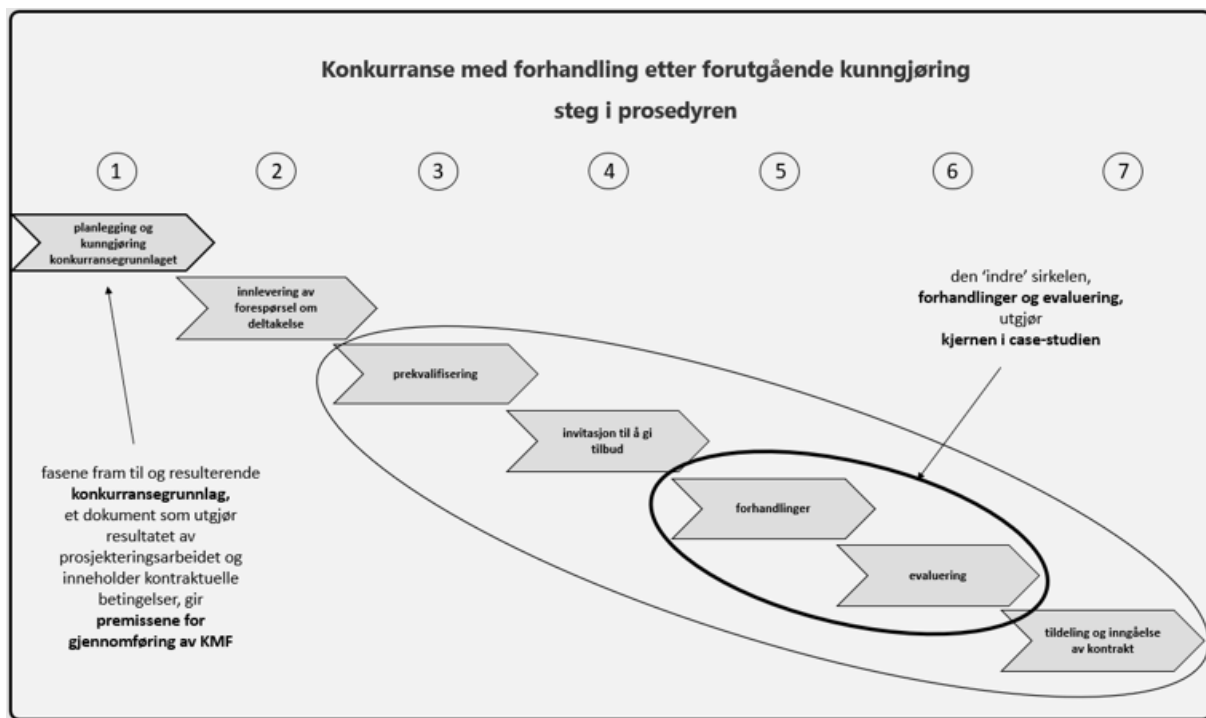 Konkurranse med forhandling etter forutgående kunngjøring
steg i prosedyren
1
2
3
4
5
6
7
planlegging og
kunngjøring
konkurransegrunnlaget
innlevering av
forespørsel om
deltakelse
prekvalifisering
invitasjon til å gi
tilbud
forhandlinger
evaluering
tildeling og inngåelse
av kontrakt
den ‘indre’ sirkelen,
forhandlinger og evaluering,
utgjør
kjernen i case-studien
fasene fram til og resulterende
konkurransegrunnlag,
et dokument som utgjør
resultatet av
prosjekteringsarbeidet og
inneholder kontraktuelle
betingelser, gir
premissene for
gjennomføring av KMF